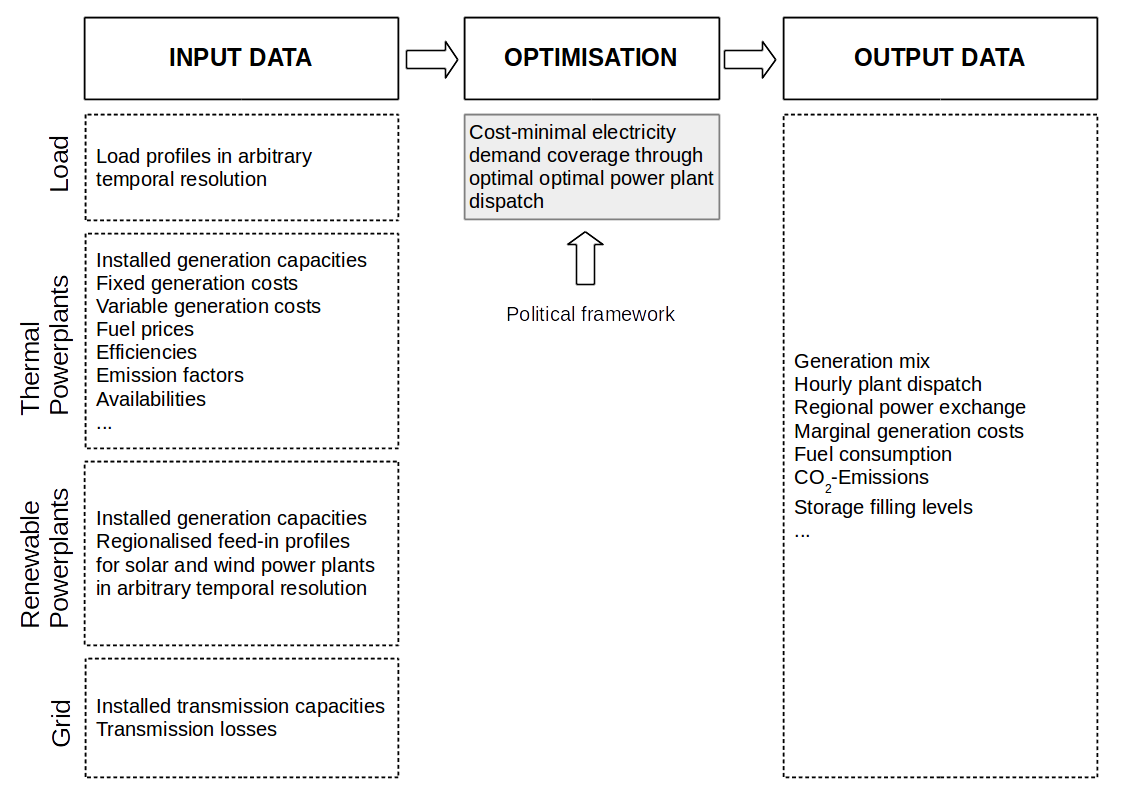 INPUT DATA
OPTIMISATION
OUTPUT DATA
Load
Load profiles in arbitrary
temporal resolution
Cost-minimal electricity
demand coverage through
optimal optimal power plant
dispatch
Political framework
Thermal
Powerplants
Installed generation capacities
Fixed generation costs
Variable generation costs
Fuel prices
Efficiencies
Emission factors
Availabilities
...
Renewable
Powerplants
Installed generation capacities
Regionalised feed-in profiles
for solar and wind power plants
in arbitrary temporal resolution
Grid
Installed transmission capacities
Transmission losses
Generation mix
Hourly plant dispatch
Regional power exchange
Marginal generation costs
Fuel consumption
CO₂-Emissions
Storage filling levels
...